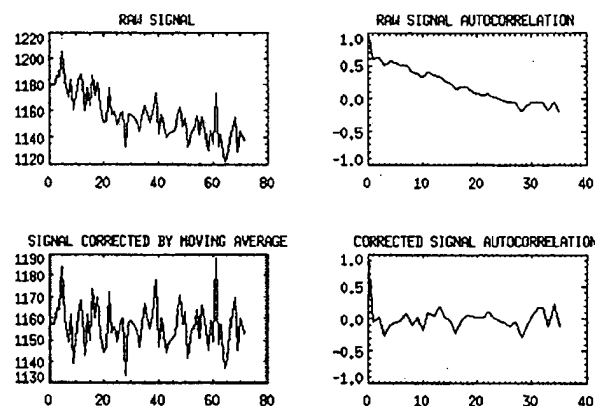 RAW SIGNAL
1220
1200
1180
1160
1140
1120
0 20 40 60 80
RAW SIGNAL AUTOCORRELATION
1.0
0.5
0.0
-0.5
-1.0
0 10 20 30 40
SIGNAL CORRECTED BY MOVING AVERAGE
1190
1180
1170
1160
1150
1140
1130
0 20 40 60 80
CORRECTED SIGNAL AUTOCORRELATION
1.0
0.5
0.0
-0.5
-1.0
0 10 20 30 40